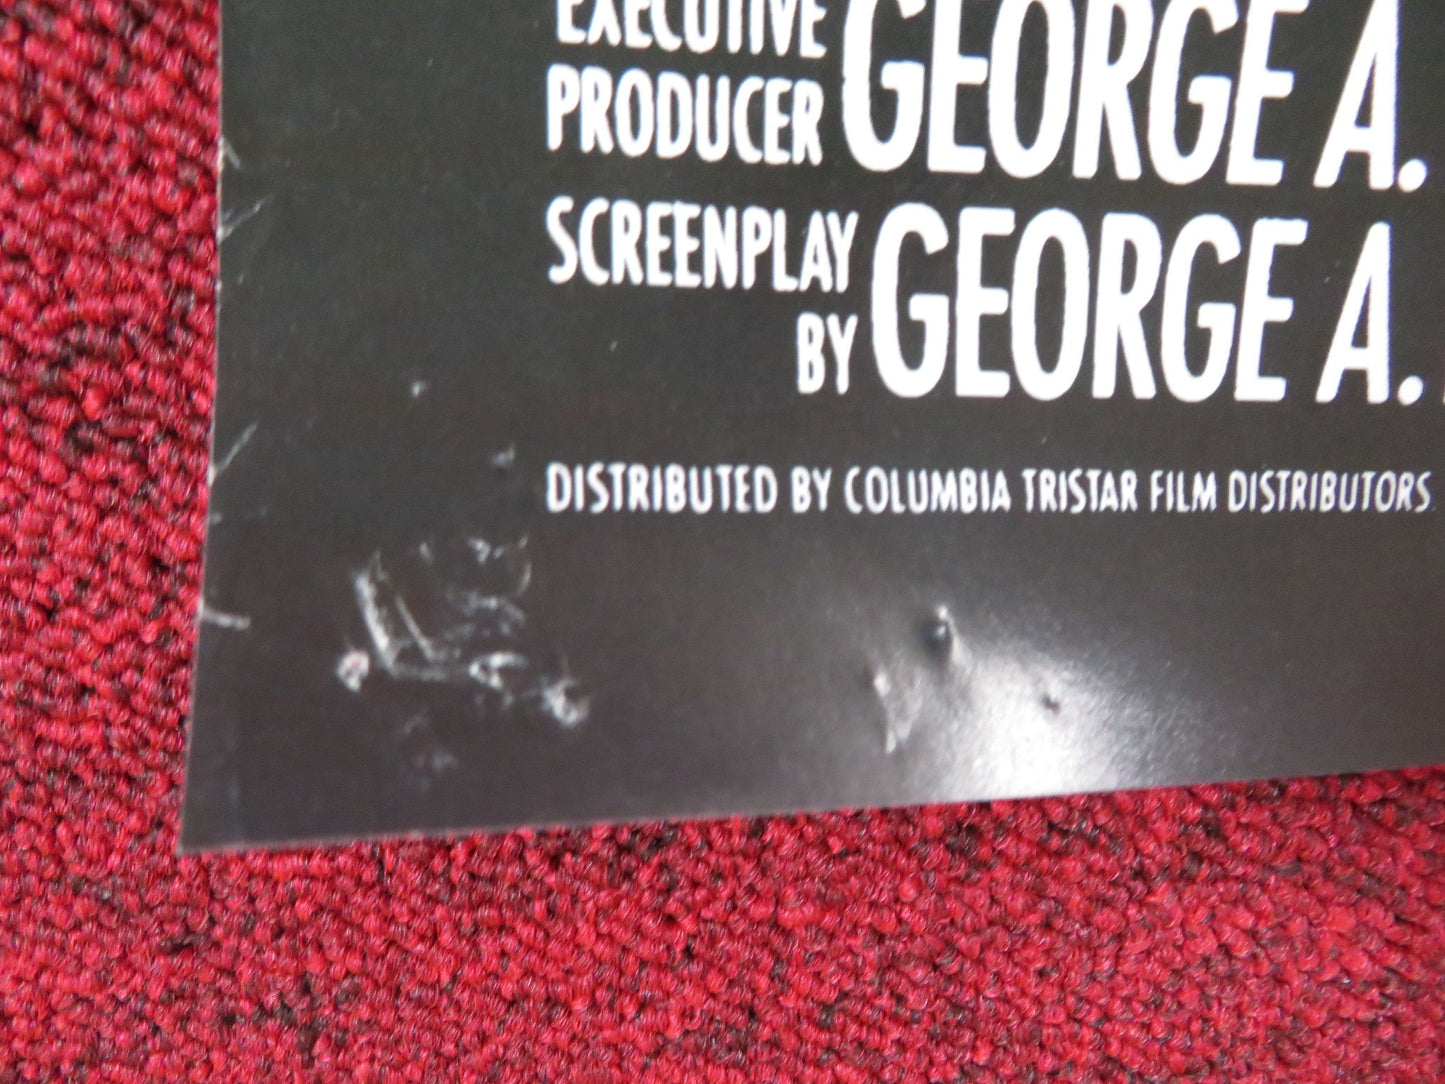 EXECUTIVE
PRODUCER GEORGE A.
SCREENPLAY
BY GEORGE A.
DISTRIBUTED BY COLUMBIA TRISTAR FILM DISTRIBUTORS